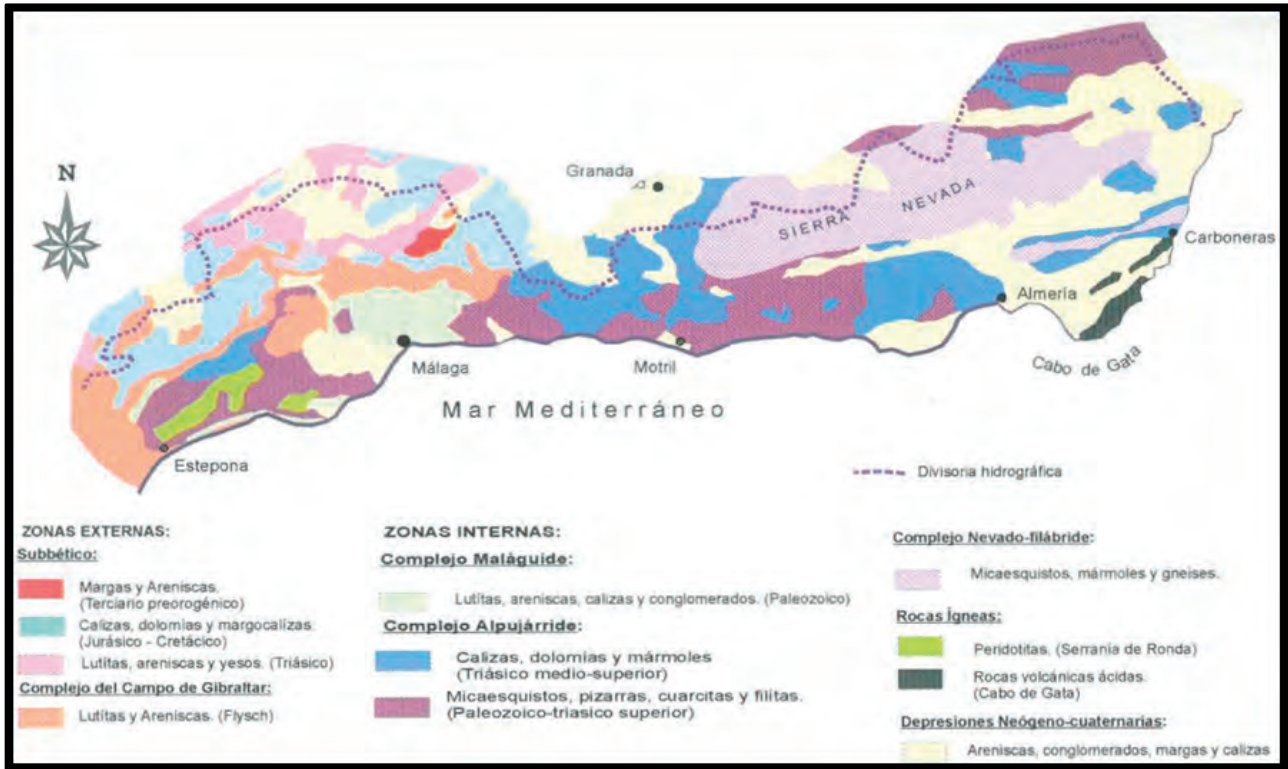 N
Granada
SIERRA NEVADA
Carboneras
Almería
Málaga
Motril
Cabo de Gata
Mar Mediterráneo
Estepona
Divisoria hidrográfica
ZONAS EXTERNAS:
Subbético:
Margas y Areniscas.
(Terciario preorogénico)
Calizas, dolomías y margocalizas.
(Jurásico - Cretácico)
Lutitas, areniscas y yesos. (Triásico)
Complejo del Campo de Gibraltar:
Lutitas y Areniscas. (Flysch)
ZONAS INTERNAS:
Complejo Maláguide:
Lutitas, areniscas, calizas y conglomerados. (Paleozoico)
Complejo Alpujárride:
Calizas, dolomías y mármoles
(Triásico medio-superior)
Micaesquistos, pizarras, cuarcitas y filitas.
(Paleozoico-triasico superior)
Complejo Nevado-filábride:
Micaesquistos, mármoles y gneises.
Rocas Ígneas:
Peridotitas. (Serranía de Ronda)
Rocas volcánicas ácidas.
(Cabo de Gata)
Depresiones Neógeno-cuaternarias:
Areniscas, conglomerados, margas y calizas